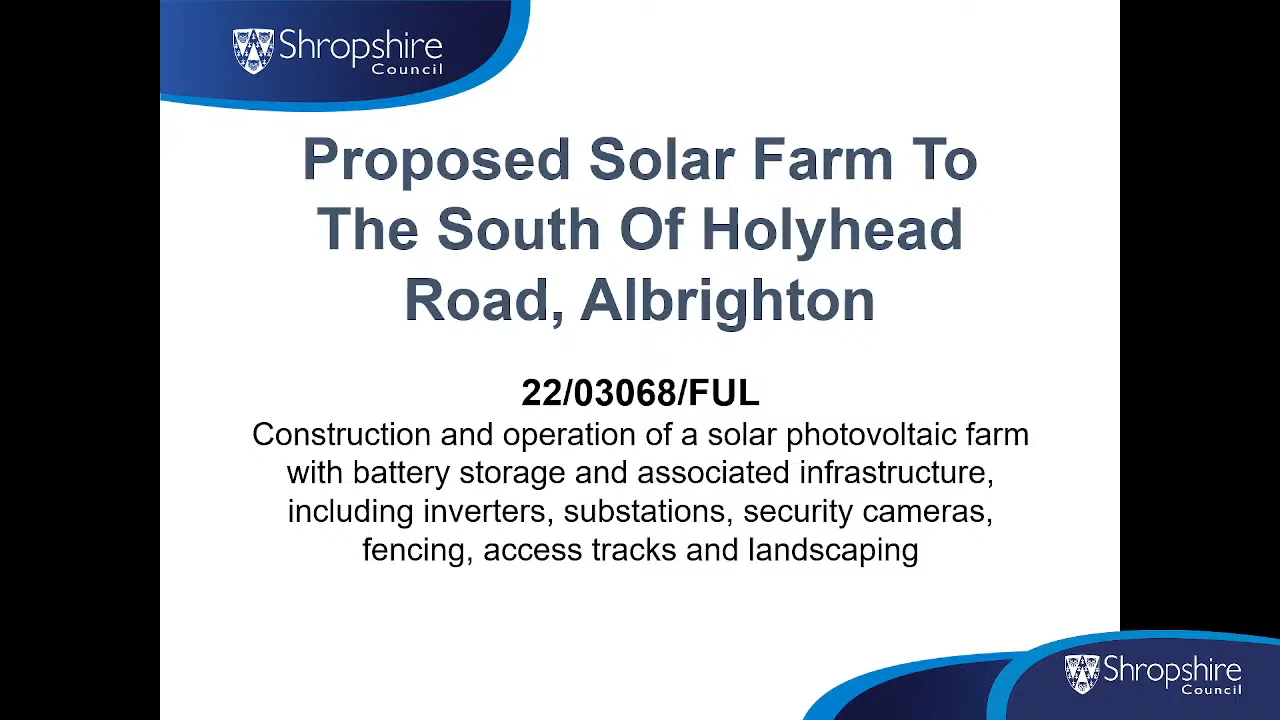 Shropshire
Council
Proposed Solar Farm To
The South Of Holyhead
Road, Albrighton
22/03068/FUL
Construction and operation of a solar photovoltaic farm
with battery storage and associated infrastructure,
including inverters, substations, security cameras,
fencing, access tracks and landscaping
Shropshire
Council